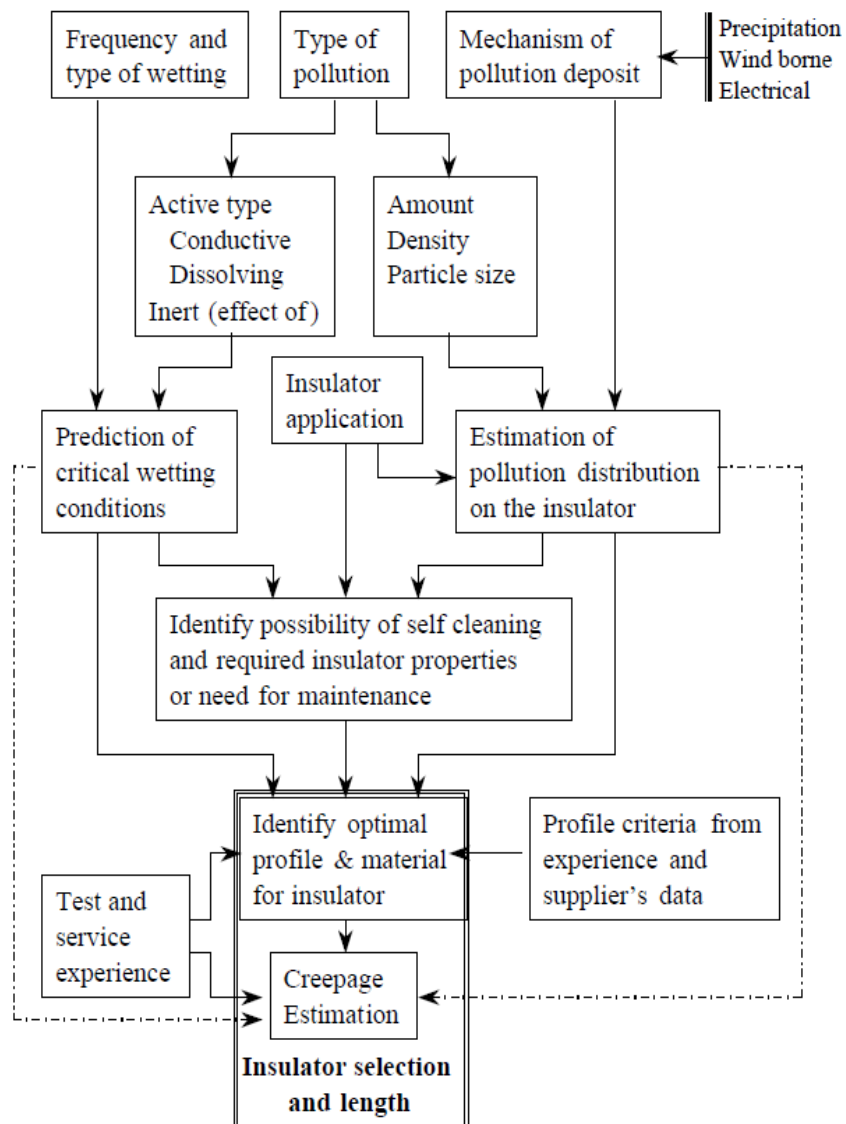 Frequency and
type of wetting
Type of
pollution
Mechanism of
pollution deposit
Precipitation
Wind borne
Electrical
Active type
Conductive
Dissolving
Inert (effect of)
Amount
Density
Particle size
Insulator
application
Prediction of
critical wetting
conditions
Estimation of
pollution distribution
on the insulator
Identify possibility of self cleaning
and required insulator properties
or need for maintenance
Identify optimal
profile & material
for insulator
Profile criteria from
experience and
supplier's data
Test and
service
experience
Creepage
Estimation
Insulator selection
and length